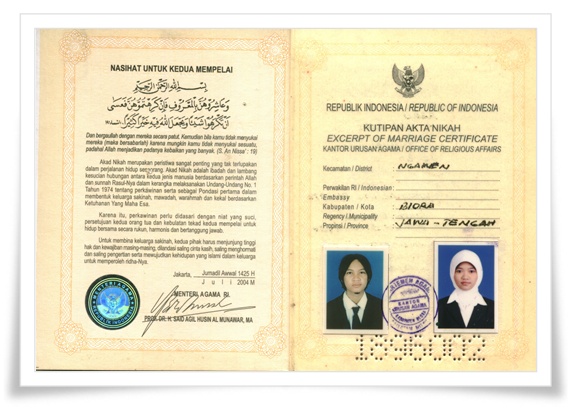 NASIHAT UNTUK KEDUA MEMPELAI
بِسْمِ اللهِ الرَّحْمٰنِ الرَّحِيْمِ
وَعَاشِرُوْهُنَّ بِالْمَعْرُوْفِ فَاِنْ كَرِهْتُمُوْهُنَّ فَعَسٰى
اَنْ تَكْرَهُوْا شَيْئًا وَّيَجْعَلَ اللهُ فِيْهِ خَيْرًا كَثِيْرًا
Dan bergaullah dengan mereka secara patut. Kemudian bila kamu tidak menyukai
mereka (maka bersabarlah) karena mungkin kamu tidak menyukai sesuatu,
padahal Allah menjadikan padanya kebaikan yang banyak. (S. An Nissa' : 19)
Akad Nikah merupakan peristiwa sangat penting yang tak terlupakan
dalam perjalanan hidup seorang. Akad Nikah adalah ibadah dan lambang
kesucian hubungan antara kedua jenis manusia berdasarkan perintah Allah
dan sunnah Rasul-Nya dalam kerangka melaksanakan Undang-Undang No. 1
Tahun 1974 tentang perkawinan serta sebagai Pondasi pertama dalam
membentuk keluarga sakinah, mawadah, warahmah dan kekal berdasarkan
Ketuhanan Yang Maha Esa.
Karena itu, perkawinan perlu didasari dengan niat yang suci,
persetujuan kedua orang tua dan kebulatan tekad kedua mempelai untuk
hidup bersama secara rukun, harmonis dan bertanggung jawab.
Untuk membina keluarga sakinah, kedua pihak harus menjunjung tinggi
hak dan kewajiban masing-masing, dilandasi saling cinta kasih, saling menghormati
dan saling pengertian serta mewujudkan kehidupan yang islami dalam keluarga
untuk memperoleh ridha-Nya.
Jakarta, Jumadil Awwal 1425 H
J u l i 2004 M
MENTERI AGAMA RI.
PROF. DR. H. SAID AGIL HUSIN AL MUNAWAR, MA
REPUBLIK INDONESIA / REPUBLIC OF INDONESIA
KUTIPAN AKTA NIKAH
EXCERPT OF MARRIAGE CERTIFICATE
KANTOR URUSAN AGAMA / OFFICE OF RELIGIOUS AFFAIRS
Kecamatan / District NGAWEN
Perwakilan RI / Indonesian
Embassy
Kabupaten / Kota BLORA
Regency / Municipality
Propinsi / Province JAWA - TENGAH
KANTOR
URUSAN AGAMA